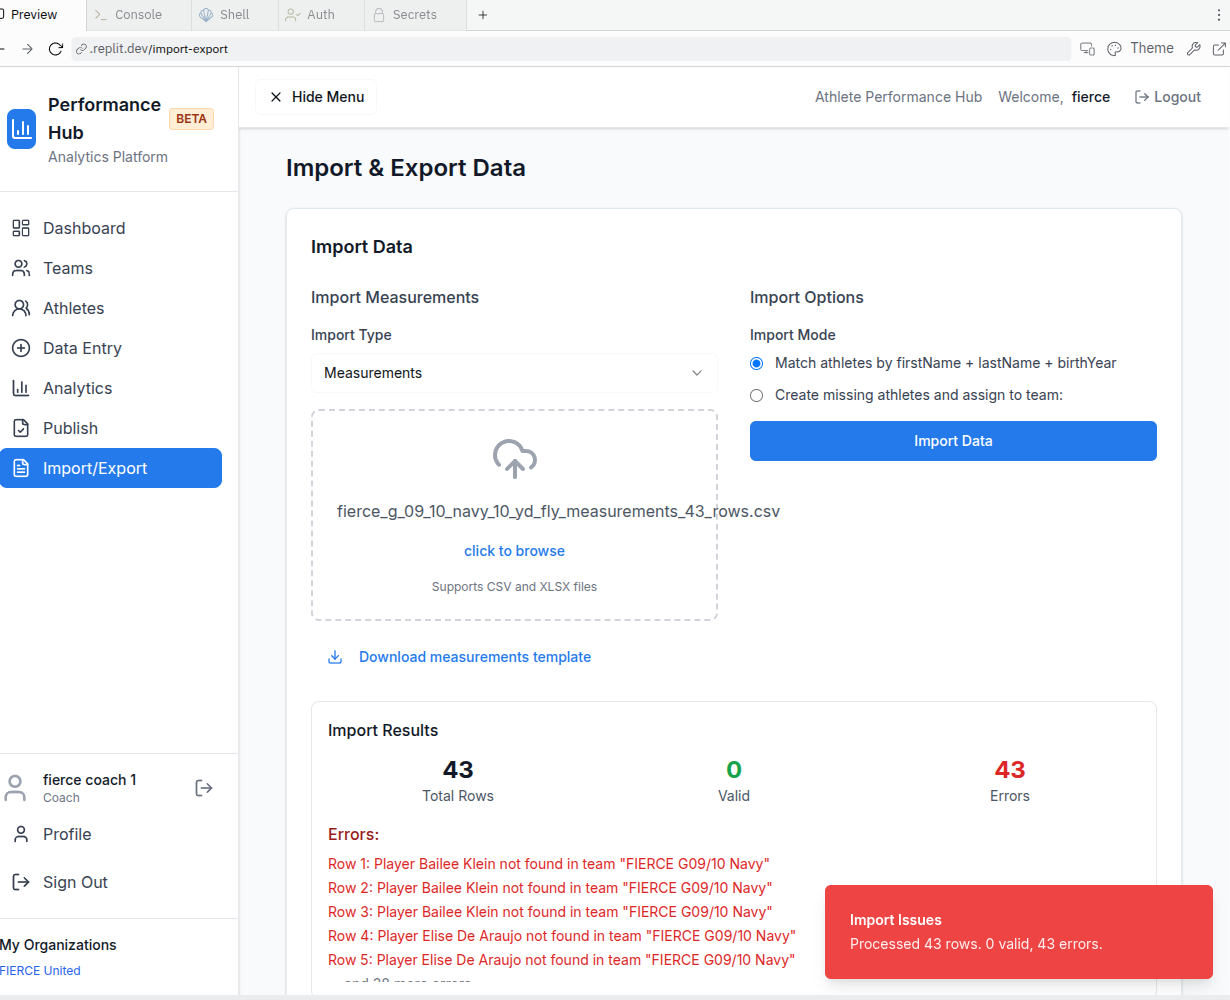 Preview
Console
Shell
Auth
Secrets
.replit.dev/import-export
Theme
Performance Hub
BETA
Analytics Platform
Hide Menu
Athlete Performance Hub
Welcome, fierce
Logout
Dashboard
Teams
Athletes
Data Entry
Analytics
Publish
Import/Export
Import & Export Data
Import Data
Import Measurements
Import Type
Measurements
fierce_g_09_10_navy_10_yd_fly_measurements_43_rows.csv
click to browse
Supports CSV and XLSX files
Download measurements template
Import Options
Import Mode
Match athletes by firstName + lastName + birthYear
Create missing athletes and assign to team:
Import Data
Import Results
43
Total Rows
0
Valid
43
Errors
Errors:
Row 1: Player Bailee Klein not found in team "FIERCE G09/10 Navy"
Row 2: Player Bailee Klein not found in team "FIERCE G09/10 Navy"
Row 3: Player Bailee Klein not found in team "FIERCE G09/10 Navy"
Row 4: Player Elise De Araujo not found in team "FIERCE G09/10 Navy"
Row 5: Player Elise De Araujo not found in team "FIERCE G09/10 Navy"
... and 38 more errors
Import Issues
Processed 43 rows. 0 valid, 43 errors.
fierce coach 1
Coach
Profile
Sign Out
My Organizations
FIERCE United